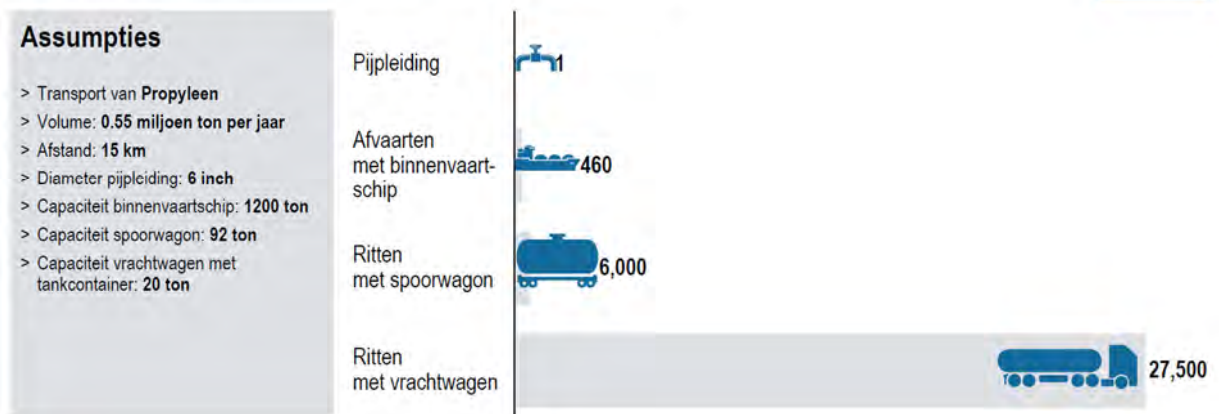 Assumpties
> Transport van Propyleen
> Volume: 0.55 miljoen ton per jaar
> Afstand: 15 km
> Diameter pijpleiding: 6 inch
> Capaciteit binnenvaartschip: 1200 ton
> Capaciteit spoorwagon: 92 ton
> Capaciteit vrachtwagen met
tankcontainer: 20 ton
Pijpleiding
1
Afvaarten
met binnenvaart-
schip
460
Ritten
met spoorwagon
6,000
Ritten
met vrachtwagen
27,500